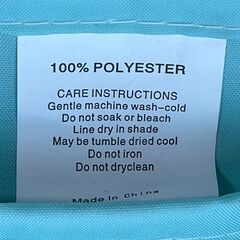 100% POLYESTER
CARE INSTRUCTIONS
Gentle machine wash-cold
Do not soak or bleach
Line dry in shade
May be tumble dried cool
Do not iron
Do not dryclean
Made in China